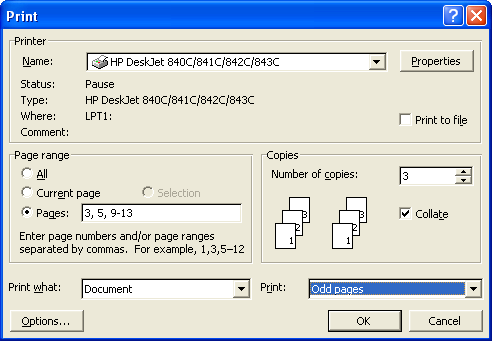 Print
Printer
Name: HP DeskJet 840C/841C/842C/843C Properties
Status: Pause
Type: HP DeskJet 840C/841C/842C/843C
Where: LPT1:
Comment: Print to file
Page range
All
Current page Selection
Pages: 3, 5, 9-13
Enter page numbers and/or page ranges
separated by commas. For example, 1,3,5–12
Copies
Number of copies: 3
1 2 3 1 2 3
Collate
Print what: Document Print: Odd pages
Options... OK Cancel